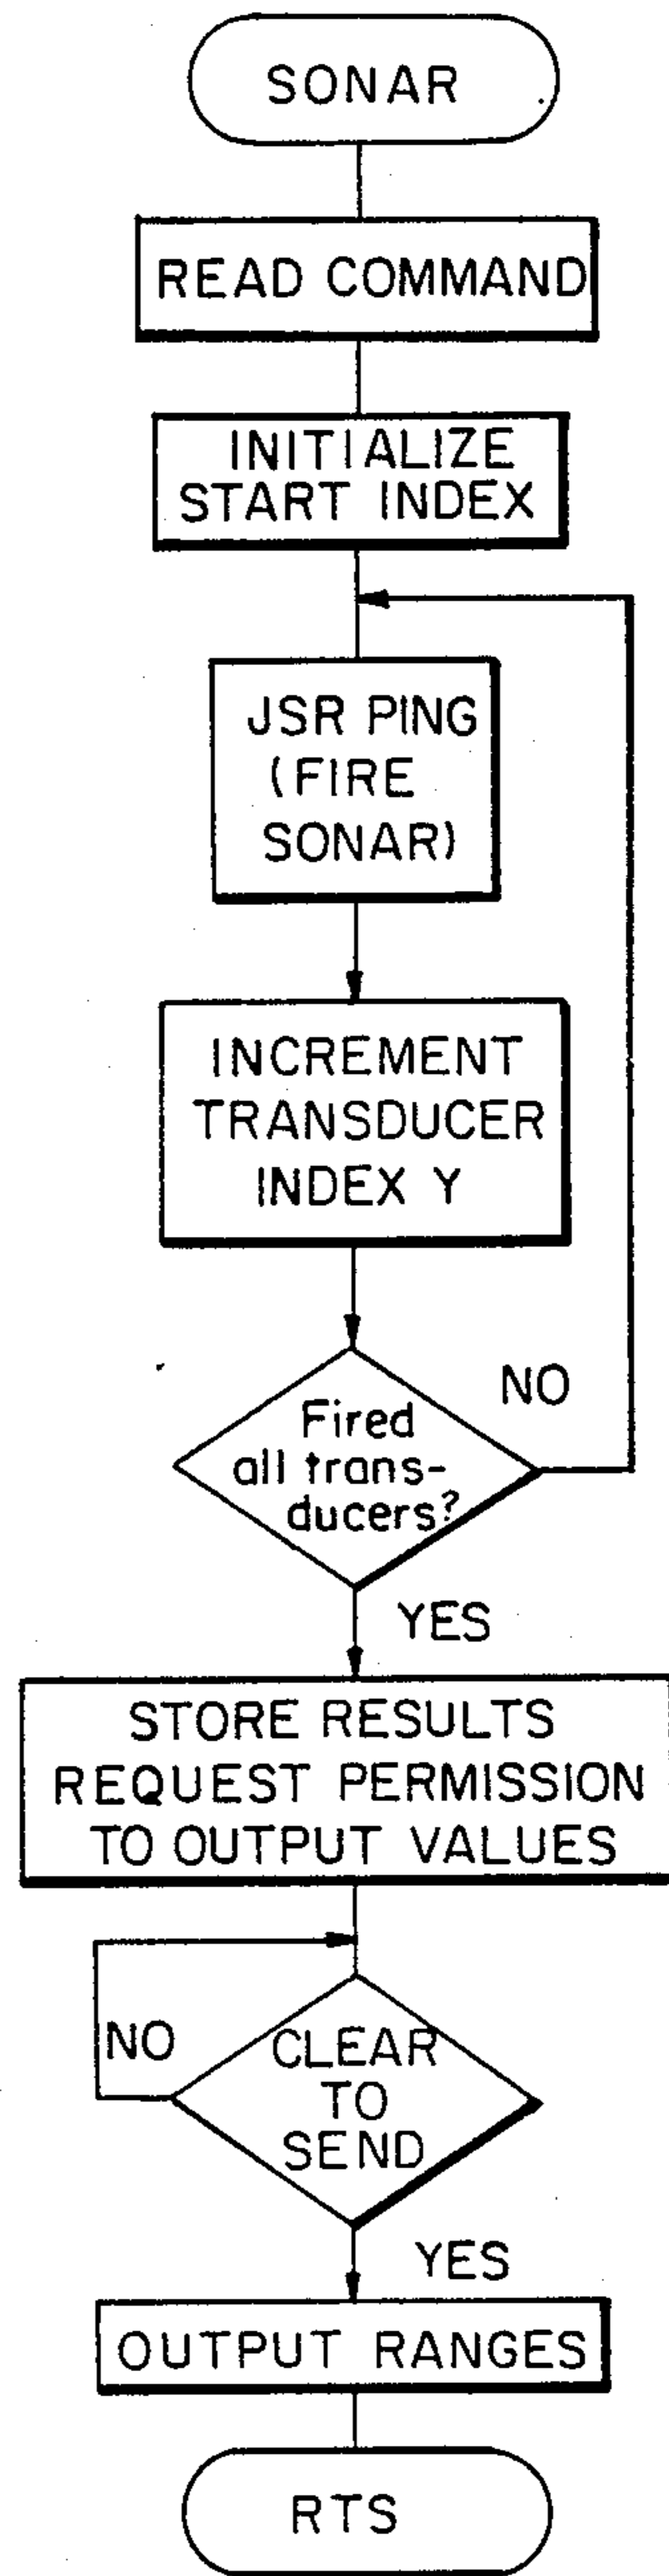 SONAR
READ COMMAND
INITIALIZE
START INDEX
JSR PING
(FIRE
SONAR)
INCREMENT
TRANSDUCER
INDEX Y
NO
Fired
all trans-
ducers?
YES
STORE RESULTS
REQUEST PERMISSION
TO OUTPUT VALUES
NO
CLEAR
TO
SEND
YES
OUTPUT RANGES
RTS